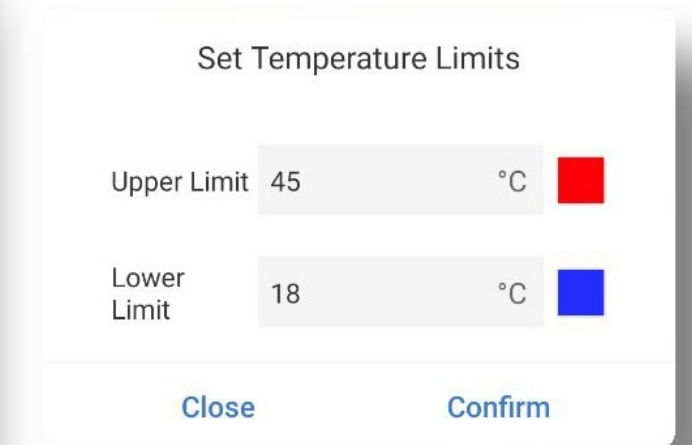 Set Temperature Limits
Upper Limit 45 °C
Lower
Limit
18 °C
Close Confirm